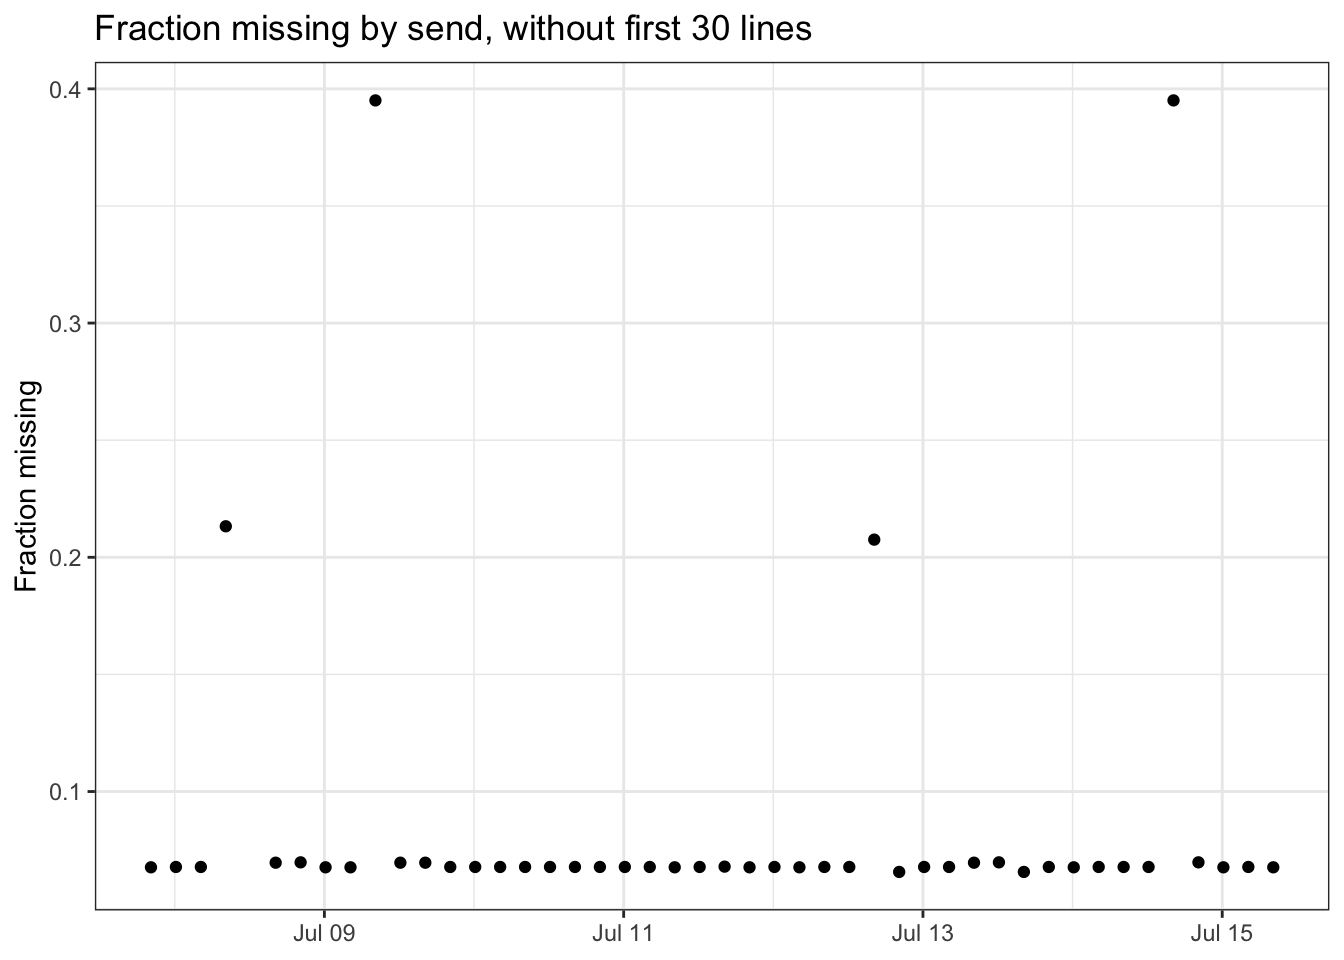 Fraction missing by send, without first 30 lines
Fraction missing
0.4
0.3
0.2
0.1
Jul 09
Jul 11
Jul 13
Jul 15